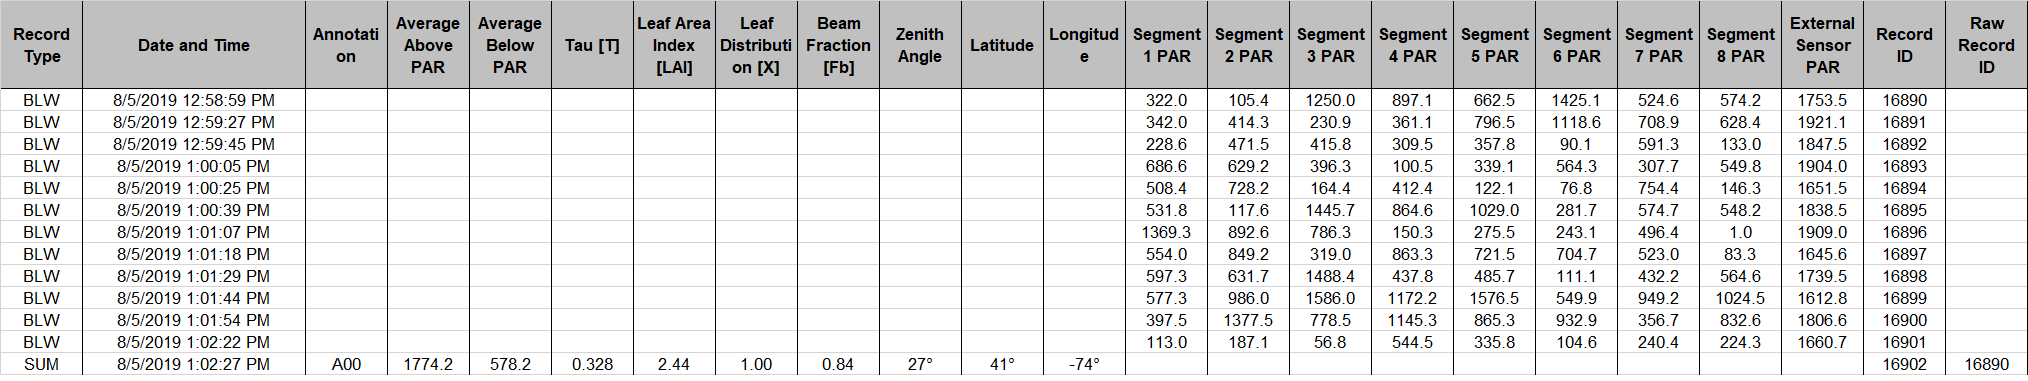 Record Type | Date and Time | Annotati on | Average Above PAR | Average Below PAR | Tau [T] | Leaf Area Index [LAI] | Leaf Distributi on [X] | Beam Fraction [Fb] | Zenith Angle | Latitude | Longitud e | Segment 1 PAR | Segment 2 PAR | Segment 3 PAR | Segment 4 PAR | Segment 5 PAR | Segment 6 PAR | Segment 7 PAR | Segment 8 PAR | External Sensor PAR | Record ID | Raw Record ID
BLW 8/5/2019 12:58:59 PM 322.0 105.4 1250.0 897.1 662.5 1425.1 524.6 574.2 1753.5 16890
BLW 8/5/2019 12:59:27 PM 342.0 414.3 230.9 361.1 796.5 1118.6 708.9 628.4 1921.1 16891
BLW 8/5/2019 12:59:45 PM 228.6 471.5 415.8 309.5 357.8 90.1 591.3 133.0 1847.5 16892
BLW 8/5/2019 1:00:05 PM 686.6 629.2 396.3 100.5 339.1 564.3 307.7 549.8 1904.0 16893
BLW 8/5/2019 1:00:25 PM 508.4 728.2 164.4 412.4 122.1 76.8 754.4 146.3 1651.5 16894
BLW 8/5/2019 1:00:39 PM 531.8 117.6 1445.7 864.6 1029.0 281.7 574.7 548.2 1838.5 16895
BLW 8/5/2019 1:01:07 PM 1369.3 892.6 786.3 150.3 275.5 243.1 496.4 1.0 1909.0 16896
BLW 8/5/2019 1:01:18 PM 554.0 849.2 319.0 863.3 721.5 704.7 523.0 83.3 1645.6 16897
BLW 8/5/2019 1:01:29 PM 597.3 631.7 1488.4 437.8 485.7 111.1 432.2 564.6 1739.5 16898
BLW 8/5/2019 1:01:44 PM 577.3 986.0 1586.0 1172.2 1576.5 549.9 949.2 1024.5 1612.8 16899
BLW 8/5/2019 1:01:54 PM 397.5 1377.5 778.5 1145.3 865.3 932.9 356.7 832.6 1806.6 16900
BLW 8/5/2019 1:02:22 PM 113.0 187.1 56.8 544.5 335.8 104.6 240.4 224.3 1660.7 16901
SUM 8/5/2019 1:02:27 PM A00 1774.2 578.2 0.328 2.44 1.00 0.84 27° 41° -74° 16902 16890